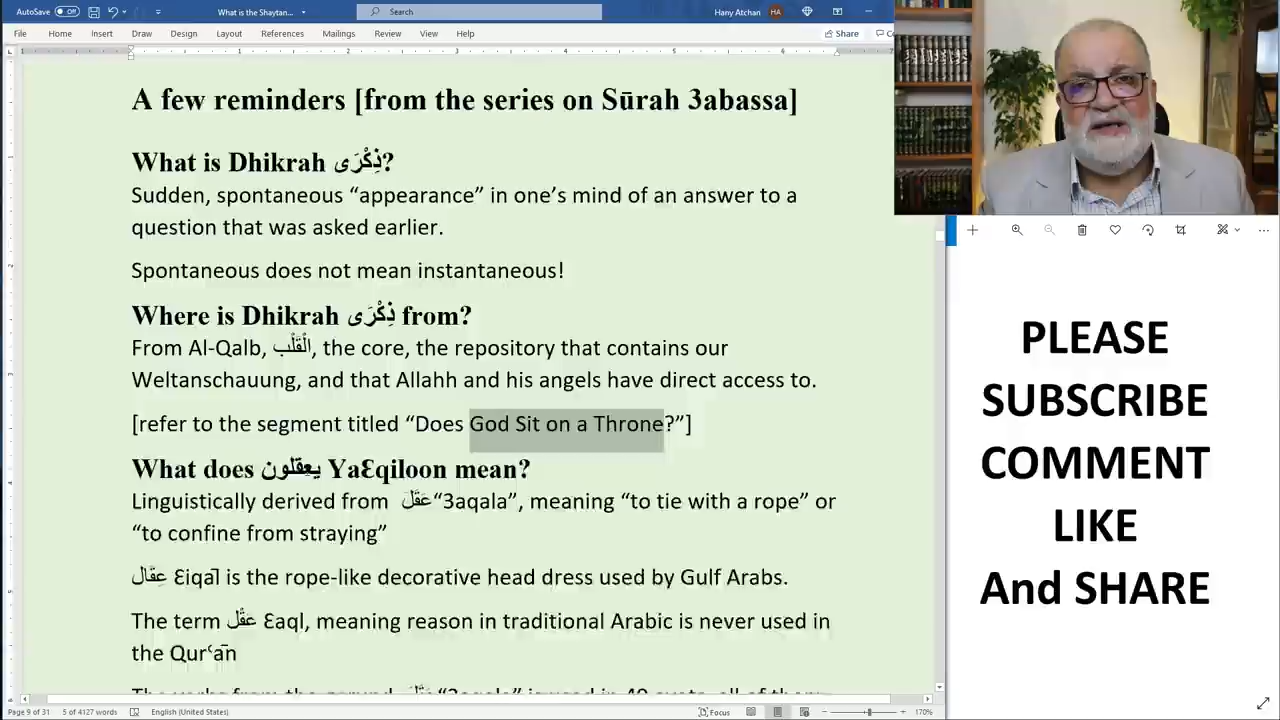 AutoSave Off What is the Shaytan... Search Hany Atchan HA
File Home Insert Draw Design Layout References Mailings Review View Help Share
A few reminders [from the series on Sūrah 3abassa]
What is Dhikrah ذِكْرَى?
Sudden, spontaneous “appearance” in one’s mind of an answer to a
question that was asked earlier.
Spontaneous does not mean instantaneous!
Where is Dhikrah ذِكْرَى from?
From Al-Qalb, الْقَلْب, the core, the repository that contains our
Weltanschauung, and that Allahh and his angels have direct access to.
[refer to the segment titled “Does God Sit on a Throne?”]
What does يعقِلون YaƐqiloon mean?
Linguistically derived from عَقَلَ “3aqala”, meaning “to tie with a rope” or
“to confine from straying”
عِقَال Ɛiqāl is the rope-like decorative head dress used by Gulf Arabs.
The term عَقْل Ɛaql, meaning reason in traditional Arabic is never used in
the Qurʿān
PLEASE
SUBSCRIBE
COMMENT
LIKE
And SHARE
Page 9 of 31 5 of 4127 words English (United States) Focus 170%